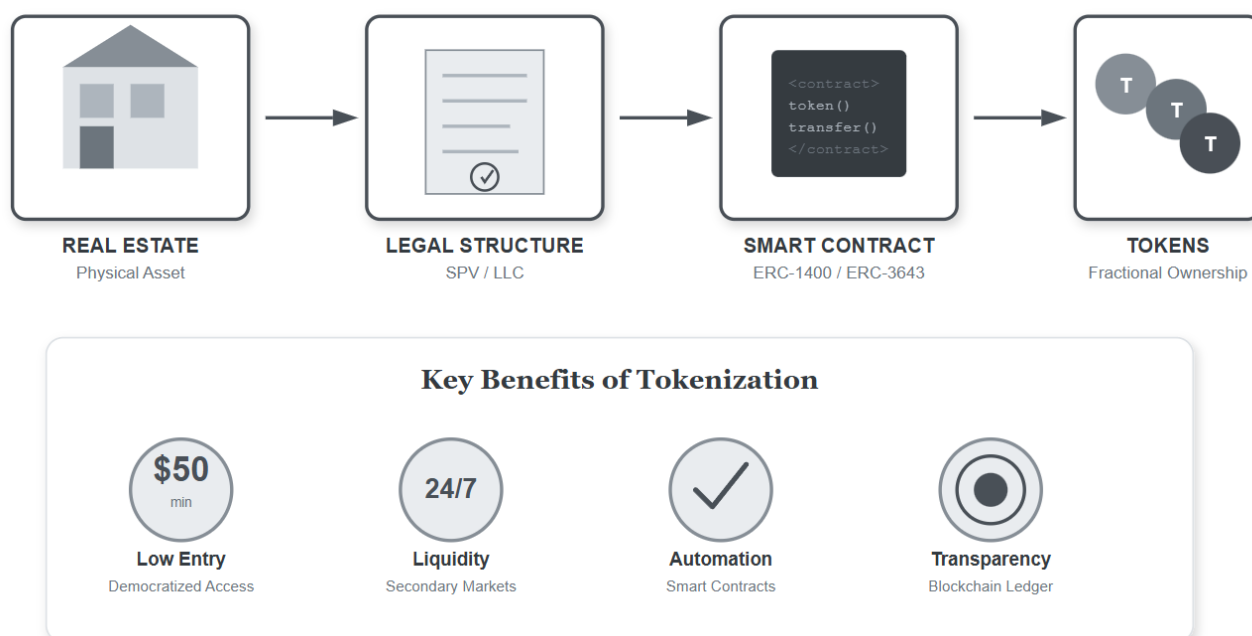 <contract>
token()
transfer()
</contract>
T
T
T
REAL ESTATE
Physical Asset
LEGAL STRUCTURE
SPV / LLC
SMART CONTRACT
ERC-1400 / ERC-3643
TOKENS
Fractional Ownership
Key Benefits of Tokenization
$50
min
24/7
Low Entry
Democratized Access
Liquidity
Secondary Markets
Automation
Smart Contracts
Transparency
Blockchain Ledger